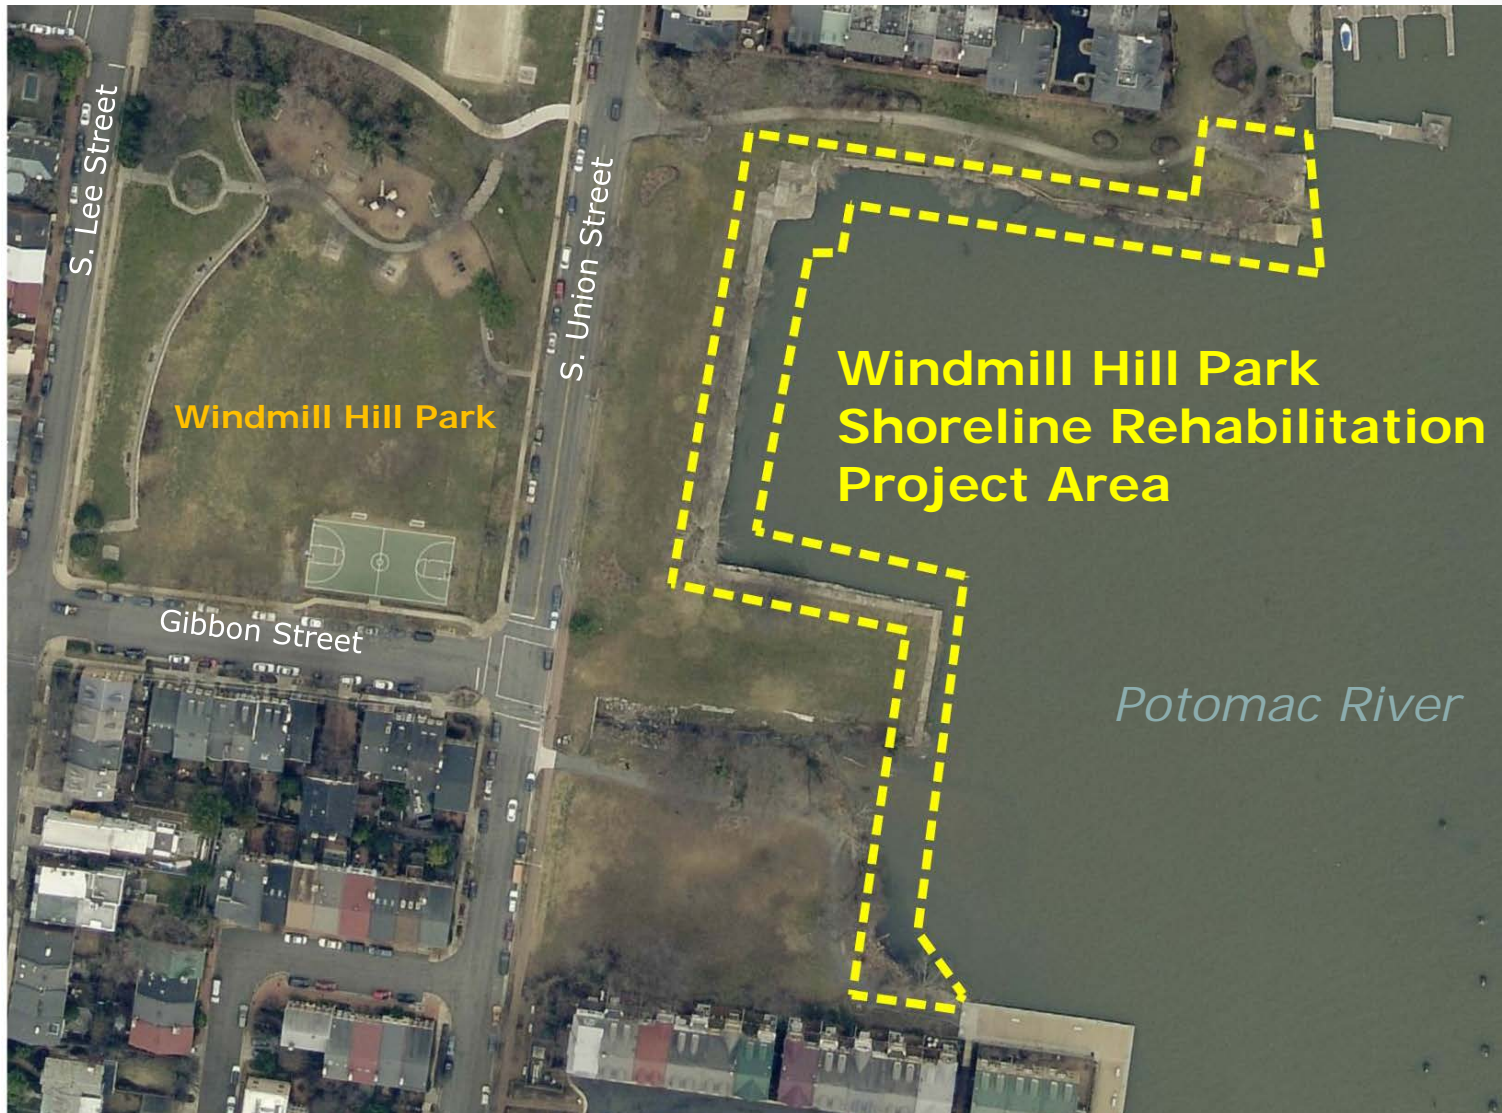 S. Lee Street
S. Union Street
Windmill Hill Park
Shoreline Rehabilitation
Project Area
Windmill Hill Park
Gibbon Street
Potomac River